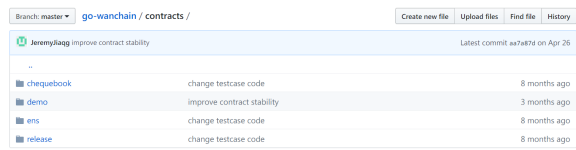 Branch: master go-wanchain / contracts / Create new file Upload files Find file History
JeremyJiaqg improve contract stability Latest commit aa7a87d on Apr 26
..
chequebook change testcase code 8 months ago
demo improve contract stability 3 months ago
ens change testcase code 8 months ago
release change testcase code 8 months ago